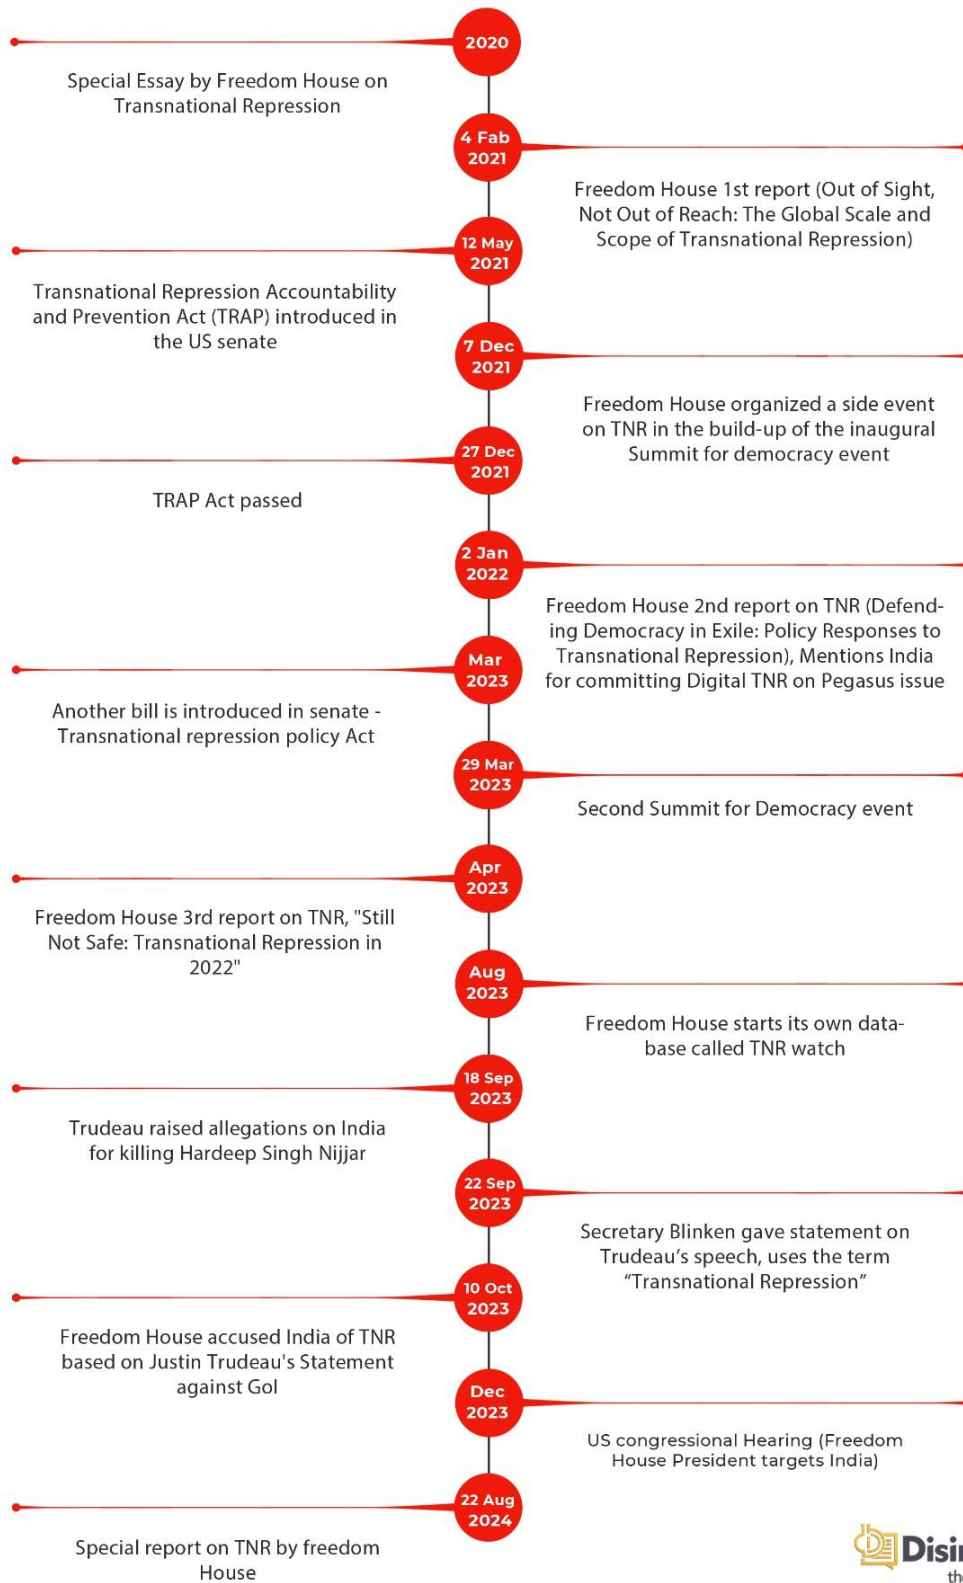 2020
Special Essay by Freedom House on
Transnational Repression
4 Fab
2021
Freedom House 1st report (Out of Sight,
Not Out of Reach: The Global Scale and
Scope of Transnational Repression)
12 May
2021
Transnational Repression Accountability
and Prevention Act (TRAP) introduced in
the US senate
7 Dec
2021
Freedom House organized a side event
on TNR in the build-up of the inaugural
Summit for democracy event
27 Dec
2021
TRAP Act passed
2 Jan
2022
Freedom House 2nd report on TNR (Defend-
ing Democracy in Exile: Policy Responses to
Transnational Repression), Mentions India
for committing Digital TNR on Pegasus issue
Mar
2023
Another bill is introduced in senate -
Transnational repression policy Act
29 Mar
2023
Second Summit for Democracy event
Apr
2023
Freedom House 3rd report on TNR, "Still
Not Safe: Transnational Repression in
2022"
Aug
2023
Freedom House starts its own data-
base called TNR watch
18 Sep
2023
Trudeau raised allegations on India
for killing Hardeep Singh Nijjar
22 Sep
2023
Secretary Blinken gave statement on
Trudeau’s speech, uses the term
“Transnational Repression”
10 Oct
2023
Freedom House accused India of TNR
based on Justin Trudeau's Statement
against GoI
Dec
2023
US congressional Hearing (Freedom
House President targets India)
22 Aug
2024
Special report on TNR by freedom
House